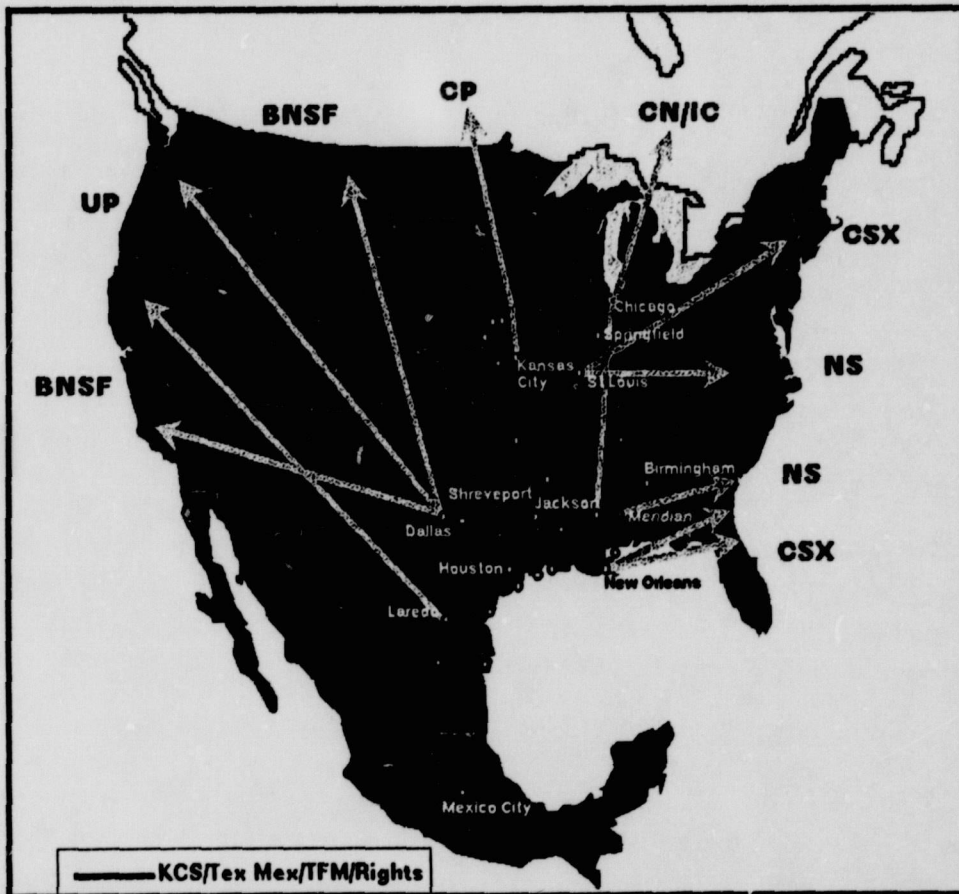 BNSF
CP
CN/IC
UP
CSX
Chicago
Springfield
Kansas
City
St Louis
BNSF
NS
Birmingham
NS
Shreveport
Jackson
Meridian
Dallas
CSX
Houston
New Orleans
Laredo
Mexico City
KCS/Tex Mex/TFM/Rights